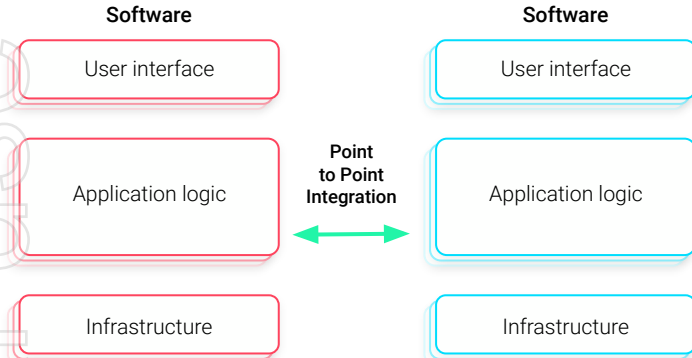 Software
Software
User interface
User interface
Point
to Point
Integration
Application logic
Application logic
Infrastructure
Infrastructure